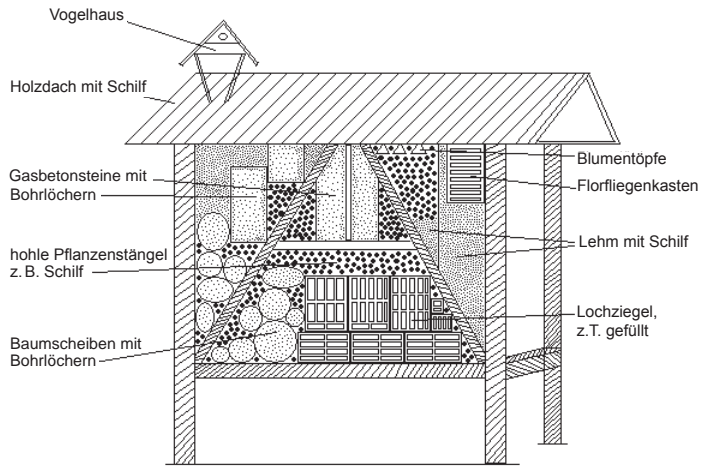 Vogelhaus
Holzdach mit Schilf
Gasbetonsteine mit
Bohrlöchern
hohle Pflanzenstängel
z. B. Schilf
Baumscheiben mit
Bohrlöchern
Blumentöpfe
Florfliegenkasten
Lehm mit Schilf
Lochziegel,
z.T. gefüllt